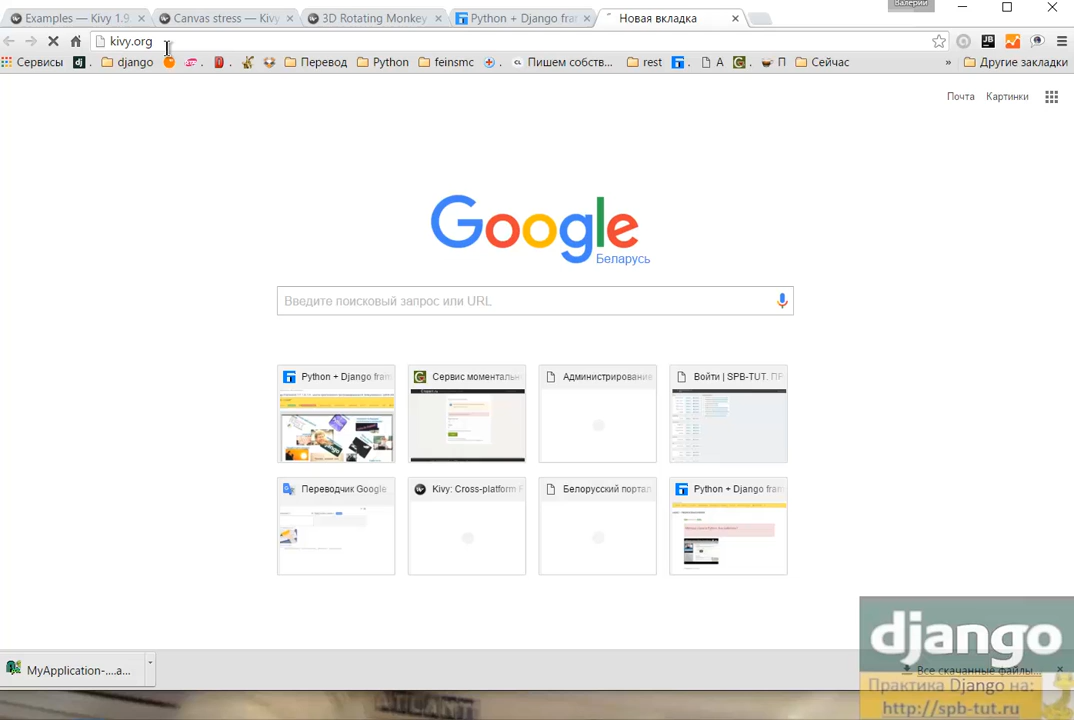 Валерий
Examples — Kivy 1.9
Canvas stress — Kivy
3D Rotating Monkey
Python + Django fram
Новая вкладка
kivy.org
Сервисы
django
Перевод
Python
feinsmc
Пишем собств...
rest
А
П
Сейчас
»
Другие закладки
Почта
Картинки
Google
Беларусь
Введите поисковый запрос или URL
Python + Django fram
Сервис моментальн
Администрирование
Войти | SPB-TUT. ПР
Переводчик Google
Kivy: Cross-platform P
Белорусский портал
Python + Django fram
MyApplication-....a...
django
Все скачанные файлы...
Практика Django на:
http://spb-tut.ru